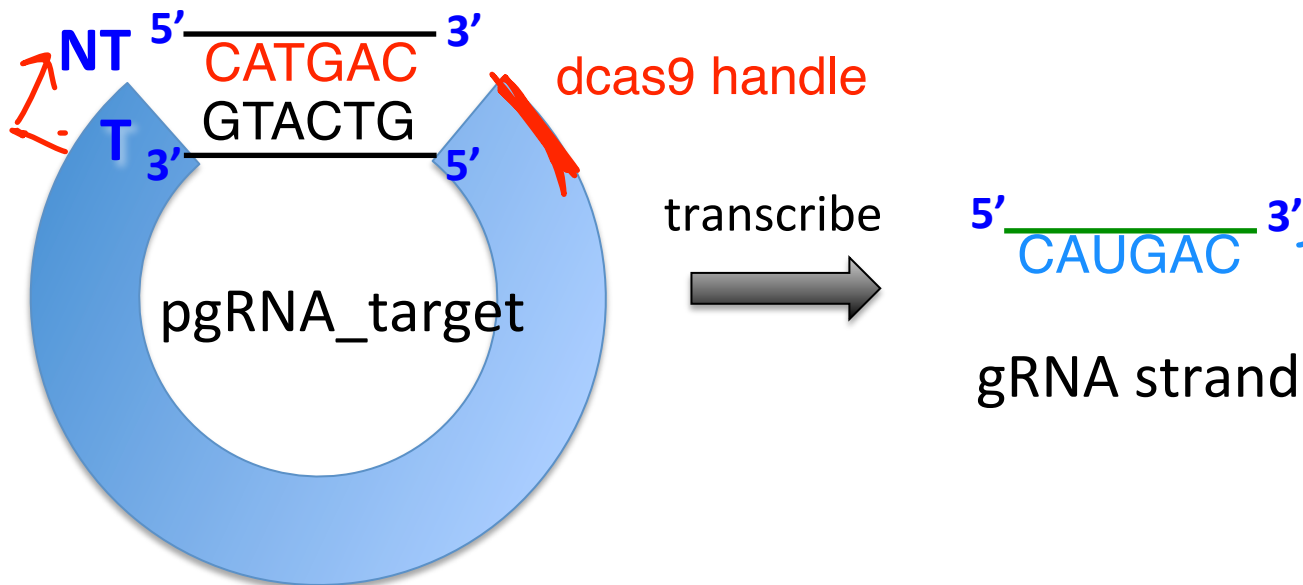 NT 5’ 3’
CATGAC
dcas9 handle
GTACTG
T 3’ 5’
transcribe
5’ 3’
CAUGAC
pgRNA_target
gRNA strand